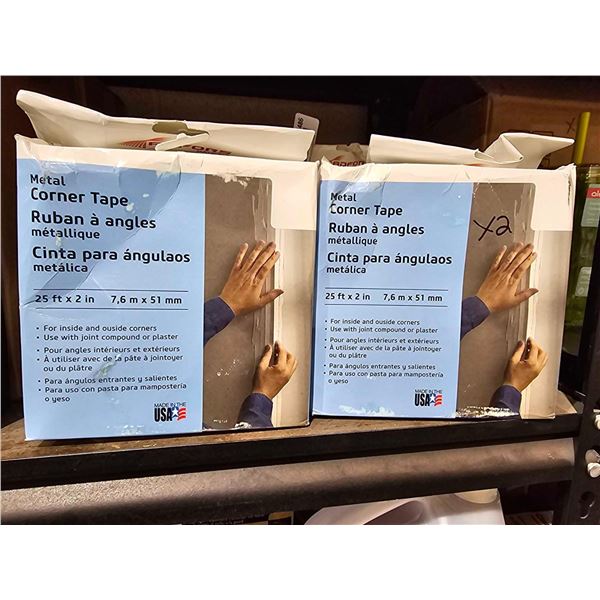 Metal
Corner Tape
Ruban à angles
métallique
Cinta para ángulaos
metálica
25 ft x 2 in 7,6 m x 51 mm
• For inside and ouside corners
• Use with joint compound or plaster
• Pour angles intérieurs et extérieurs
• À utiliser avec de la pâte à jointoyer
ou du plâtre
• Para ángulos entrantes y salientes
• Para uso con pasta para mampostería
o yeso
MADE IN THE
USA
Metal
Corner Tape
Ruban à angles
métallique
Cinta para ángulaos
metálica
25 ft x 2 in 7,6 m x 51 mm
• For inside and ouside corners
• Use with joint compound or plaster
• Pour angles intérieurs et extérieurs
• À utiliser avec de la pâte à jointoyer
ou du plâtre
• Para ángulos entrantes y salientes
• Para uso con pasta para mampostería
o yeso
MADE IN THE
USA
X2